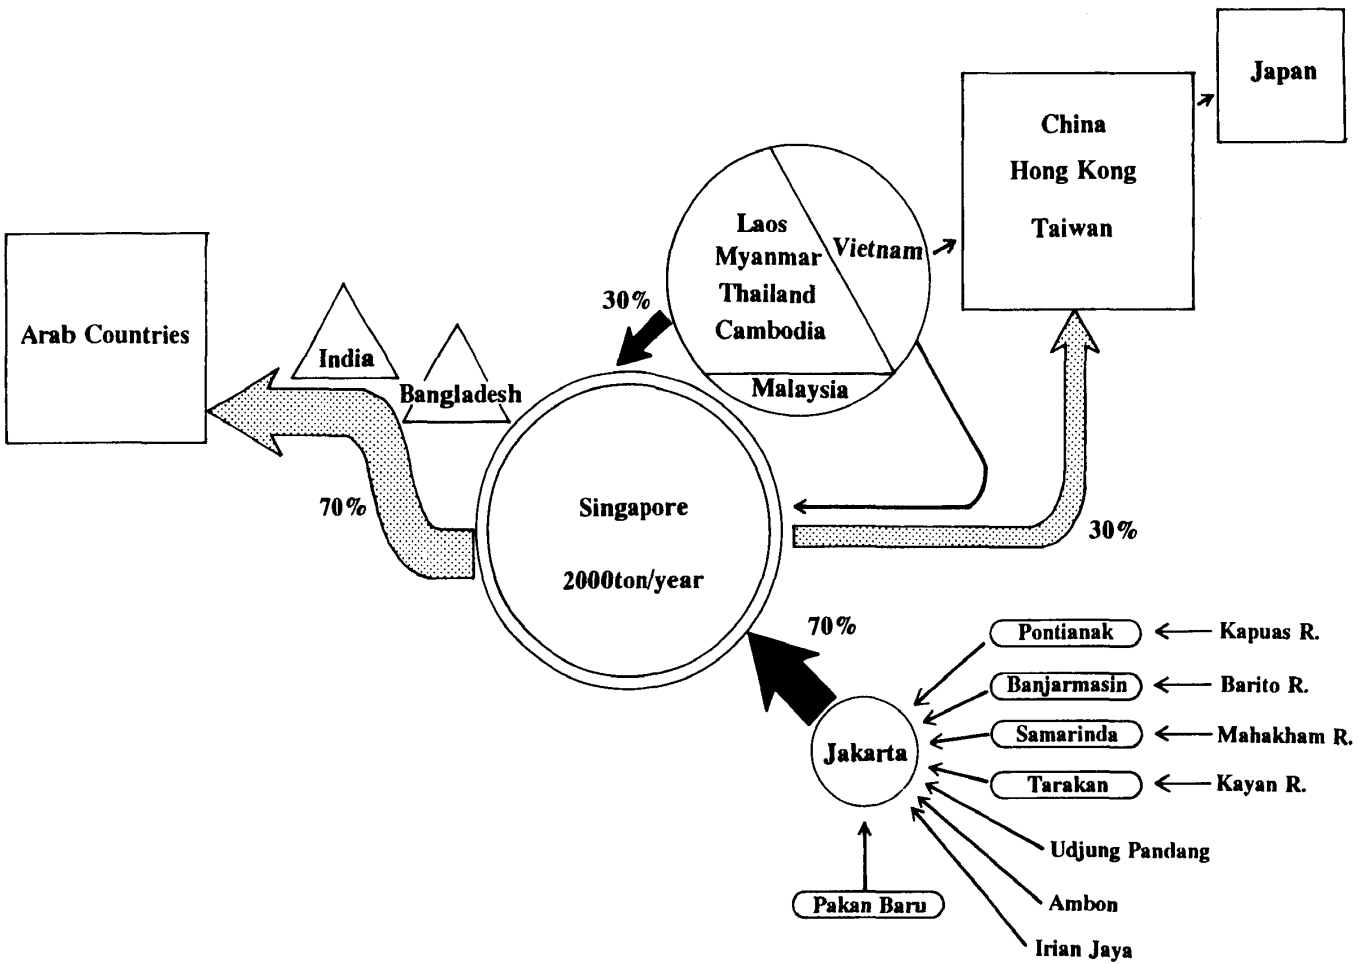 Japan
China
Hong Kong
Taiwan
Laos
Myanmar
Thailand
Cambodia
Vietnam
Malaysia
30%
Arab Countries
India
Bangladesh
70%
Singapore
2000ton/year
30%
70%
Jakarta
Pontianak
Kapuas R.
Banjarmasin
Barito R.
Samarinda
Mahakham R.
Tarakan
Kayan R.
Udjung Pandang
Ambon
Irian Jaya
Pakan Baru